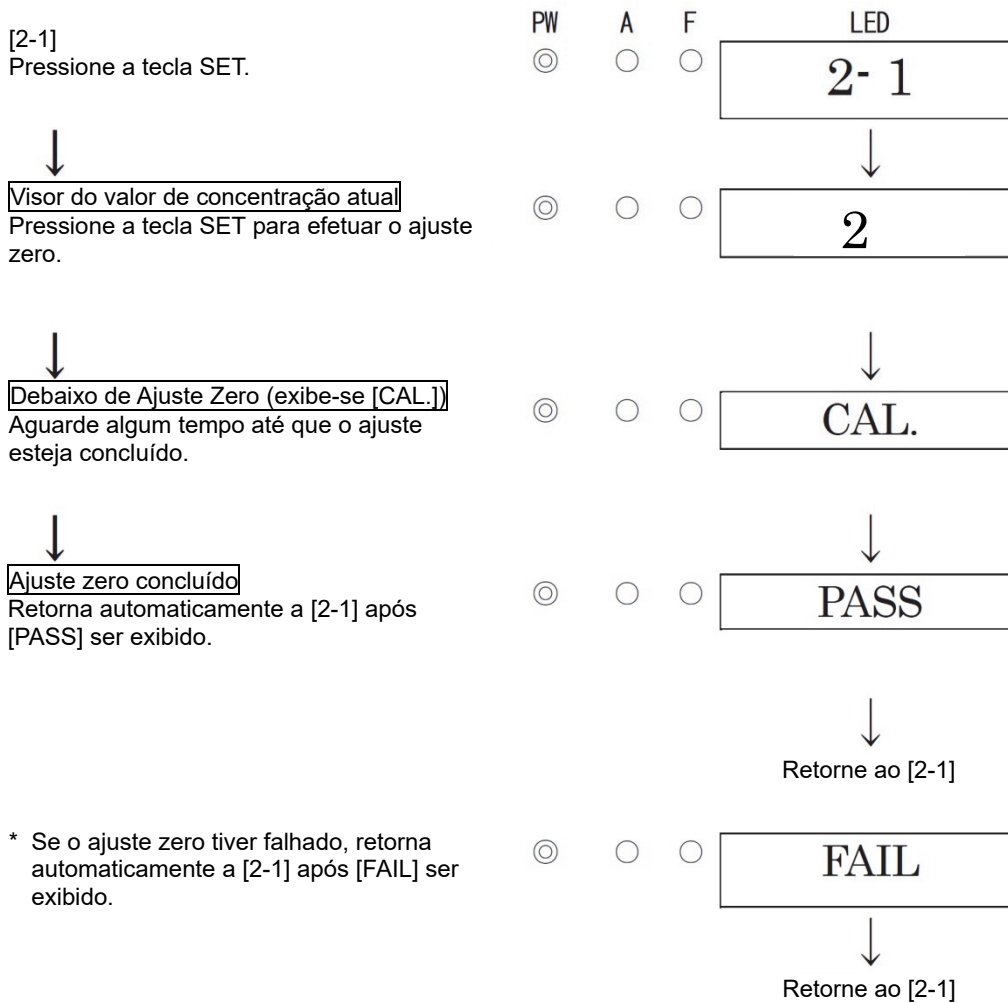 PW A F LED
[2-1]
Pressione a tecla SET.
2- 1
Visor do valor de concentração atual
Pressione a tecla SET para efetuar o ajuste
zero.
2
Debaixo de Ajuste Zero (exibe-se [CAL.])
Aguarde algum tempo até que o ajuste
esteja concluído.
CAL.
Ajuste zero concluído
Retorna automaticamente a [2-1] após
[PASS] ser exibido.
PASS
Retorne ao [2-1]
* Se o ajuste zero tiver falhado, retorna
automaticamente a [2-1] após [FAIL] ser
exibido.
FAIL
Retorne ao [2-1]